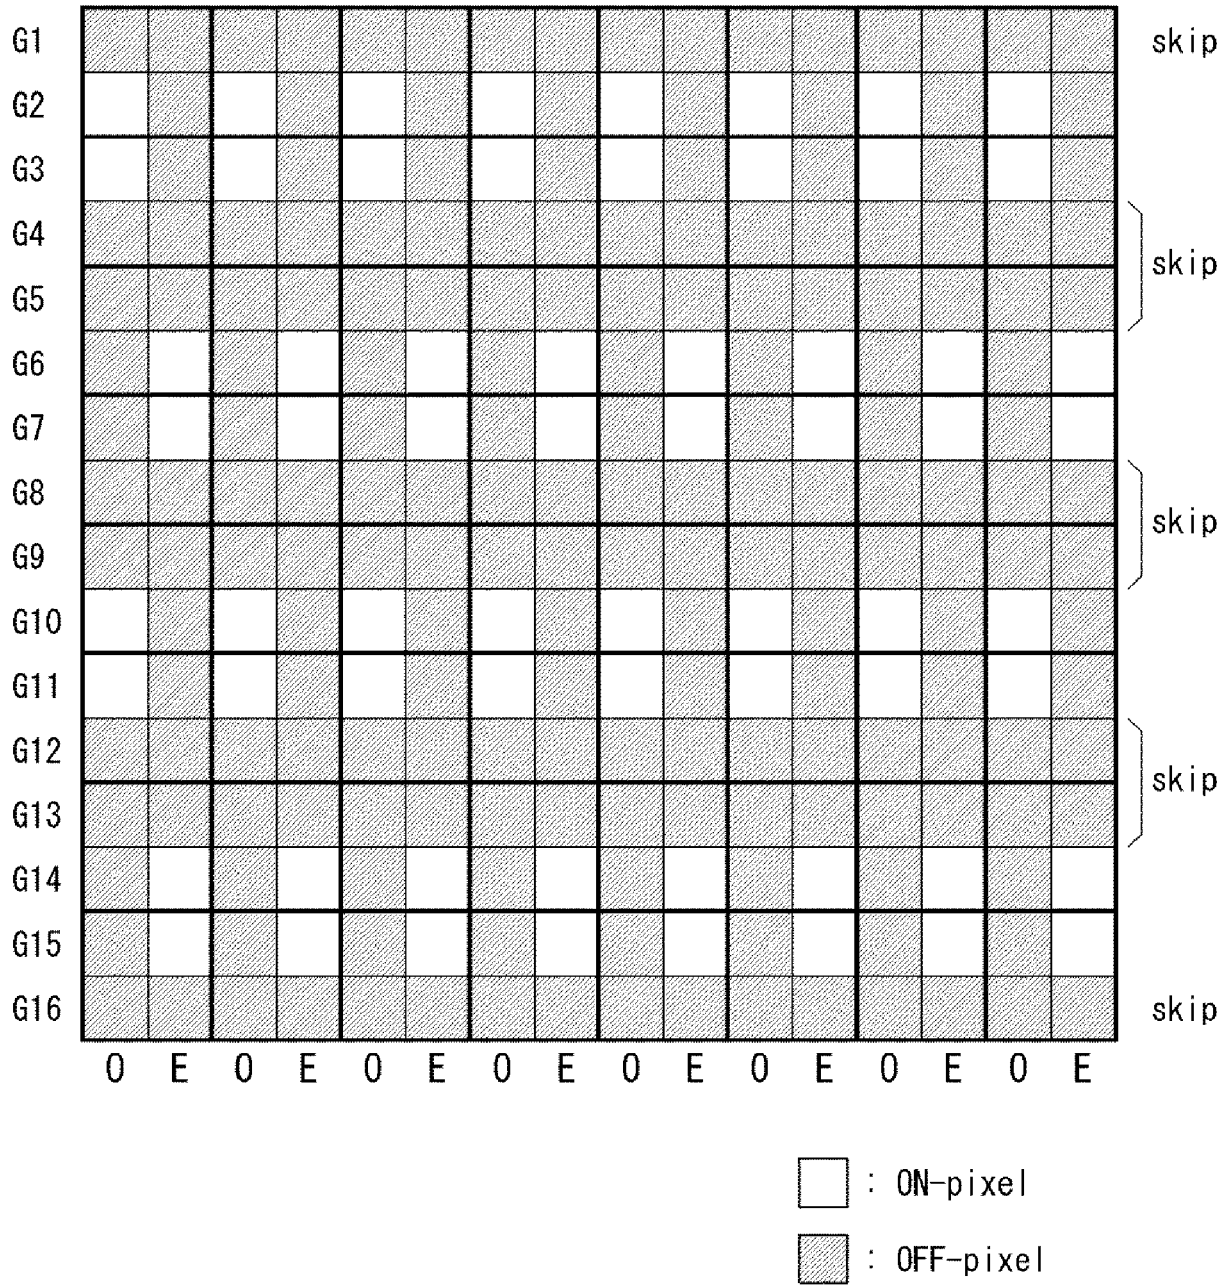 G1 skip
G2
G3
G4
skip
G5
G6
G7
G8
skip
G9
G10
G11
G12
skip
G13
G14
G15
G16 skip
O E O E O E O E O E O E O E O E
: ON-pixel
: OFF-pixel